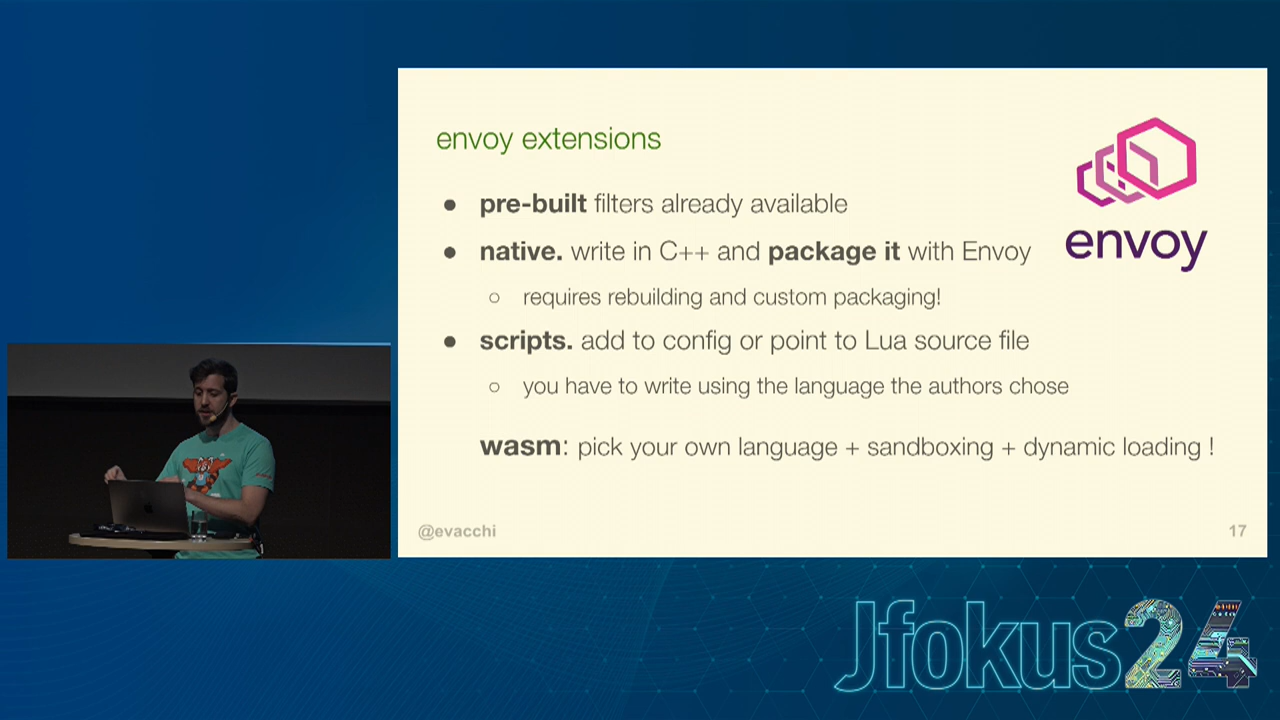 envoy extensions
● pre-built filters already available
● native. write in C++ and package it with Envoy
○ requires rebuilding and custom packaging!
● scripts. add to config or point to Lua source file
○ you have to write using the language the authors chose
wasm: pick your own language + sandboxing + dynamic loading !
envoy
@evacchi
17
Jfokus24